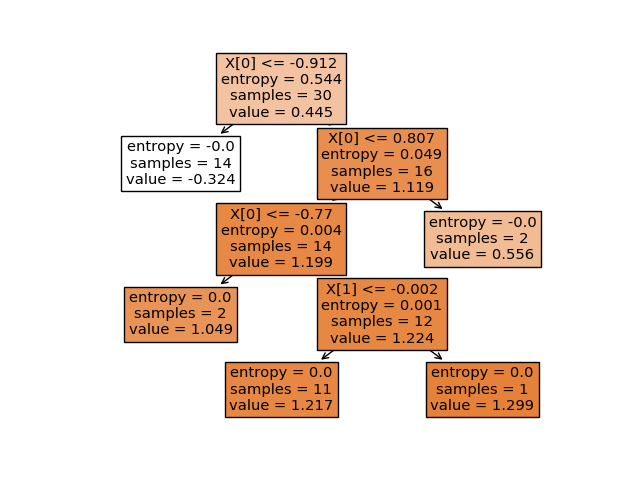 X[0] <= -0.912
entropy = 0.544
samples = 30
value = 0.445
entropy = -0.0
samples = 14
value = -0.324
X[0] <= 0.807
entropy = 0.049
samples = 16
value = 1.119
X[0] <= -0.77
entropy = 0.004
samples = 14
value = 1.199
entropy = -0.0
samples = 2
value = 0.556
entropy = 0.0
samples = 2
value = 1.049
X[1] <= -0.002
entropy = 0.001
samples = 12
value = 1.224
entropy = 0.0
samples = 11
value = 1.217
entropy = 0.0
samples = 1
value = 1.299